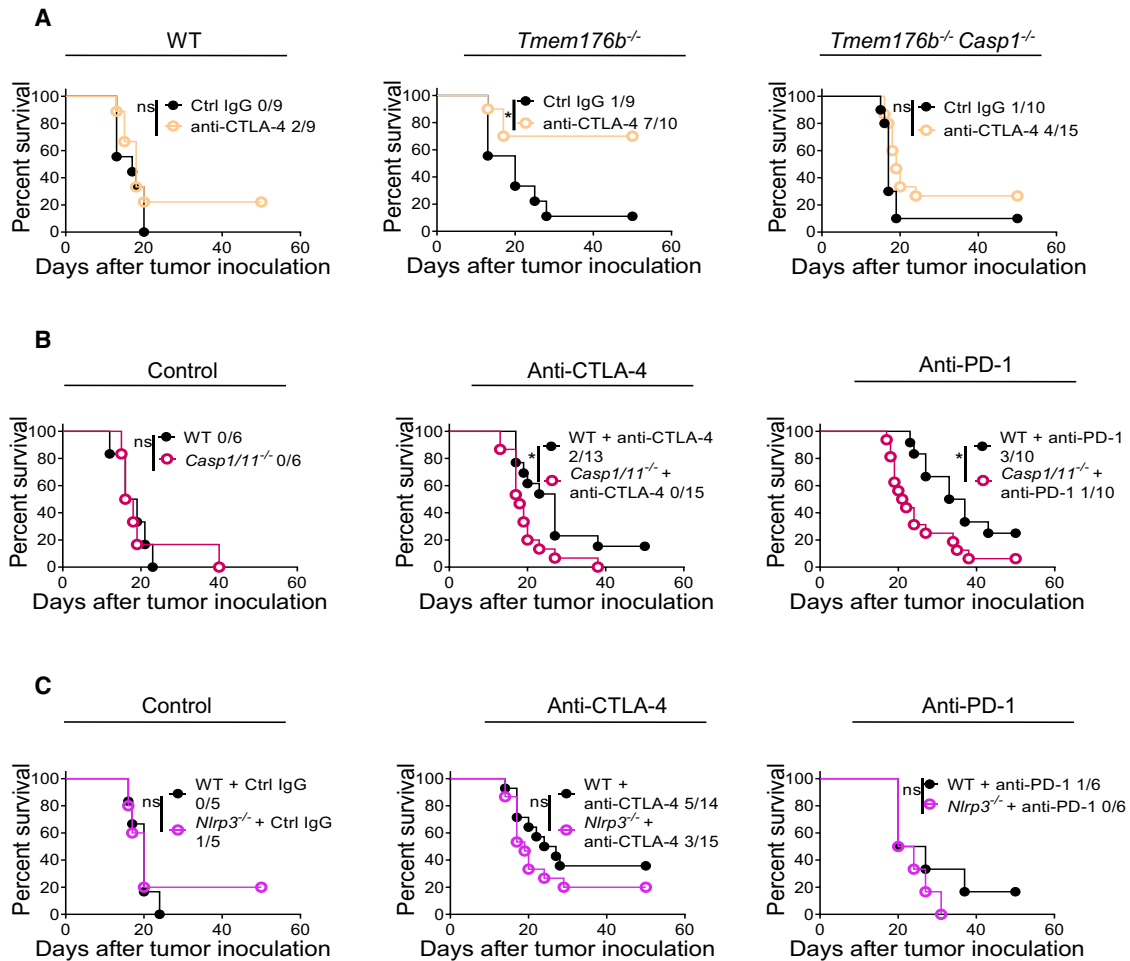 A
WT
Tmem176b-/-
Tmem176b-/- Casp1-/-
Percent survival
100
80
60
40
20
0
0
20
40
60
Days after tumor inoculation
ns
Ctrl IgG 0/9
anti-CTLA-4 2/9
Percent survival
100
80
60
40
20
0
0
20
40
60
Days after tumor inoculation
*
Ctrl IgG 1/9
anti-CTLA-4 7/10
Percent survival
100
80
60
40
20
0
0
20
40
60
Days after tumor inoculation
ns
Ctrl IgG 1/10
anti-CTLA-4 4/15
B
Control
Anti-CTLA-4
Anti-PD-1
Percent survival
100
80
60
40
20
0
0
20
40
60
Days after tumor inoculation
ns
WT 0/6
Casp1/11-/- 0/6
Percent survival
100
80
60
40
20
0
0
20
40
60
Days after tumor inoculation
*
WT + anti-CTLA-4
2/13
Casp1/11-/- +
anti-CTLA-4 0/15
Percent survival
100
80
60
40
20
0
0
20
40
60
Days after tumor inoculation
*
WT + anti-PD-1
3/10
Casp1/11-/- +
anti-PD-1 1/10
C
Control
Anti-CTLA-4
Anti-PD-1
Percent survival
100
80
60
40
20
0
0
20
40
60
Days after tumor inoculation
ns
WT + Ctrl IgG
0/5
Nlrp3-/- + Ctrl IgG
1/5
Percent survival
100
80
60
40
20
0
0
20
40
60
Days after tumor inoculation
ns
WT +
anti-CTLA-4 5/14
Nlrp3-/- +
anti-CTLA-4 3/15
Percent survival
100
80
60
40
20
0
0
20
40
60
Days after tumor inoculation
ns
WT + anti-PD-1 1/6
Nlrp3-/- + anti-PD-1 0/6